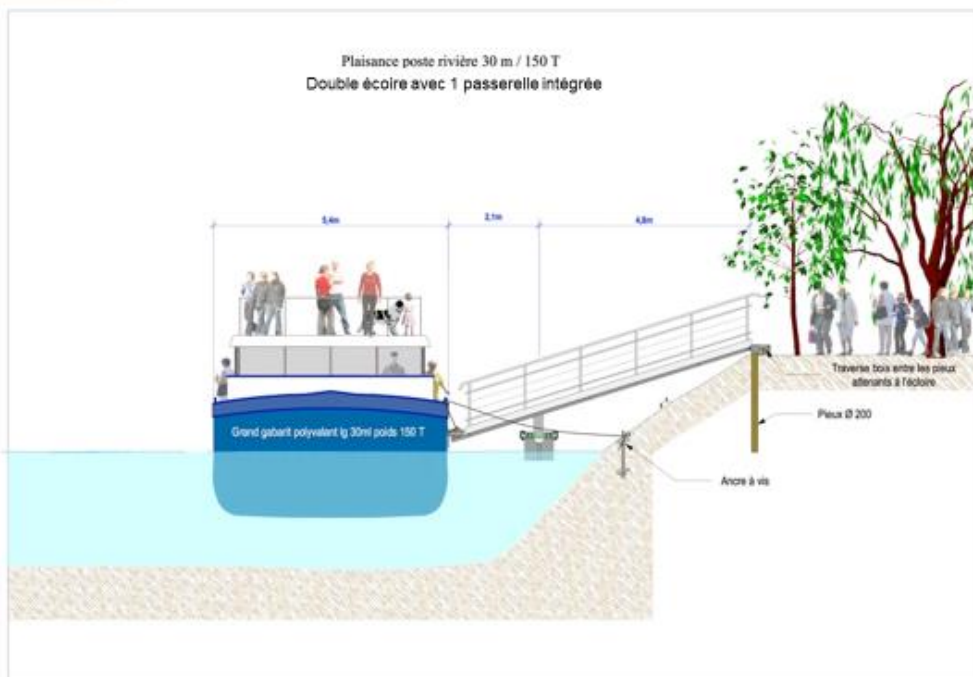 Plaisance poste rivière 30 m / 150 T
Double écoire avec 1 passerelle intégrée
5,4m
2,1m
4,8m
Traverse bois entre les pieux
attenants à l'écloire
Grand gabarit polyvalent lg 30ml poids 150 T
Pieux Ø 200
Ancre à vis